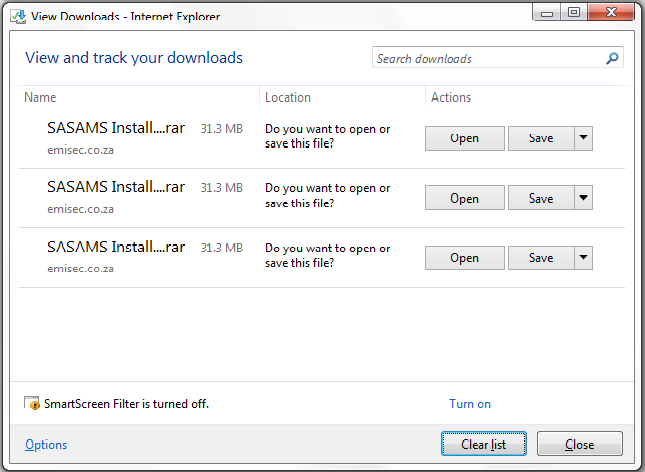 View Downloads - Internet Explorer
View and track your downloads
Search downloads
Name Location Actions
SASAMS Install....rar 31.3 MB Do you want to open or save this file? Open Save
emisec.co.za
SASAMS Install....rar 31.3 MB Do you want to open or save this file? Open Save
emisec.co.za
SASAMS Install....rar 31.3 MB Do you want to open or save this file? Open Save
emisec.co.za
SmartScreen Filter is turned off. Turn on
Options Clear list Close